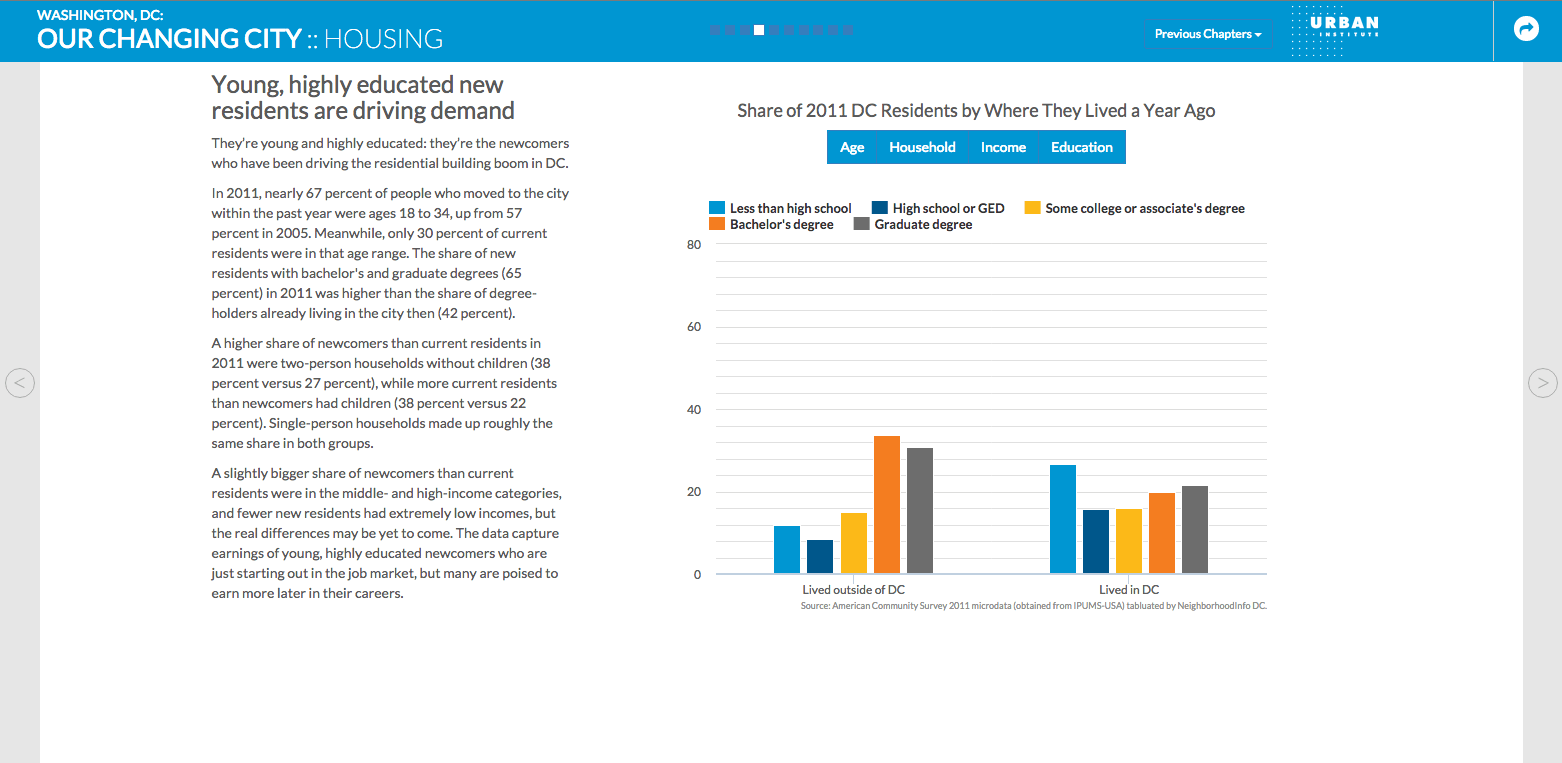 WASHINGTON, DC:
OUR CHANGING CITY :: HOUSING
Previous Chapters
URBAN
INSTITUTE
Young, highly educated new
residents are driving demand
They're young and highly educated: they're the newcomers
who have been driving the residential building boom in DC.
In 2011, nearly 67 percent of people who moved to the city
within the past year were ages 18 to 34, up from 57
percent in 2005. Meanwhile, only 30 percent of current
residents were in that age range. The share of new
residents with bachelor's and graduate degrees (65
percent) in 2011 was higher than the share of degree-
holders already living in the city then (42 percent).
A higher share of newcomers than current residents in
2011 were two-person households without children (38
percent versus 27 percent), while more current residents
than newcomers had children (38 percent versus 22
percent). Single-person households made up roughly the
same share in both groups.
A slightly bigger share of newcomers than current
residents were in the middle- and high-income categories,
and fewer new residents had extremely low incomes, but
the real differences may be yet to come. The data capture
earnings of young, highly educated newcomers who are
just starting out in the job market, but many are poised to
earn more later in their careers.
Share of 2011 DC Residents by Where They Lived a Year Ago
Age Household Income Education
Less than high school High school or GED Some college or associate's degree
Bachelor's degree Graduate degree
80
60
40
20
0
Lived outside of DC Lived in DC
Source: American Community Survey 2011 microdata (obtained from IPUMS-USA) tabluated by NeighborhoodInfo DC.